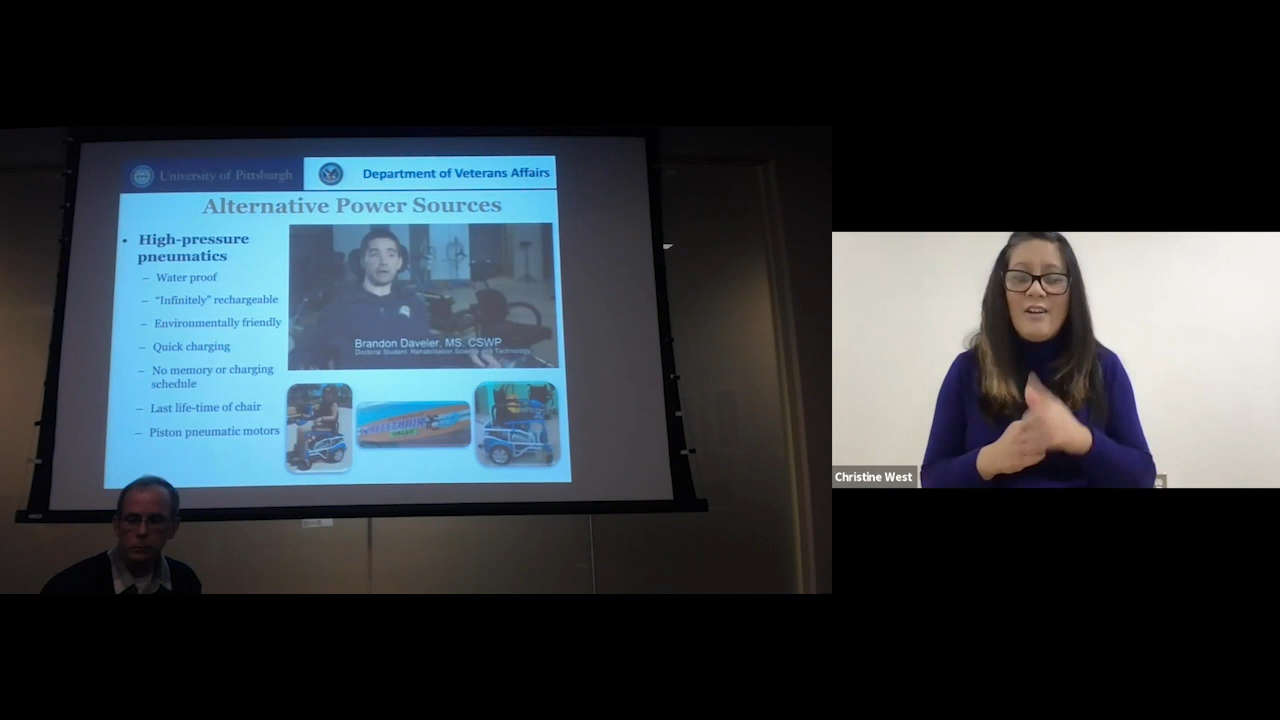 University of Pittsburgh
Department of Veterans Affairs
Alternative Power Sources
• High-pressure
pneumatics
– Water proof
– "Infinitely" rechargeable
– Environmentally friendly
– Quick charging
– No memory or charging
schedule
– Last life-time of chair
– Piston pneumatic motors
Brandon Daveler, MS, CSWP
Doctoral Student, Rehabilitation Science and Technology
Christine West